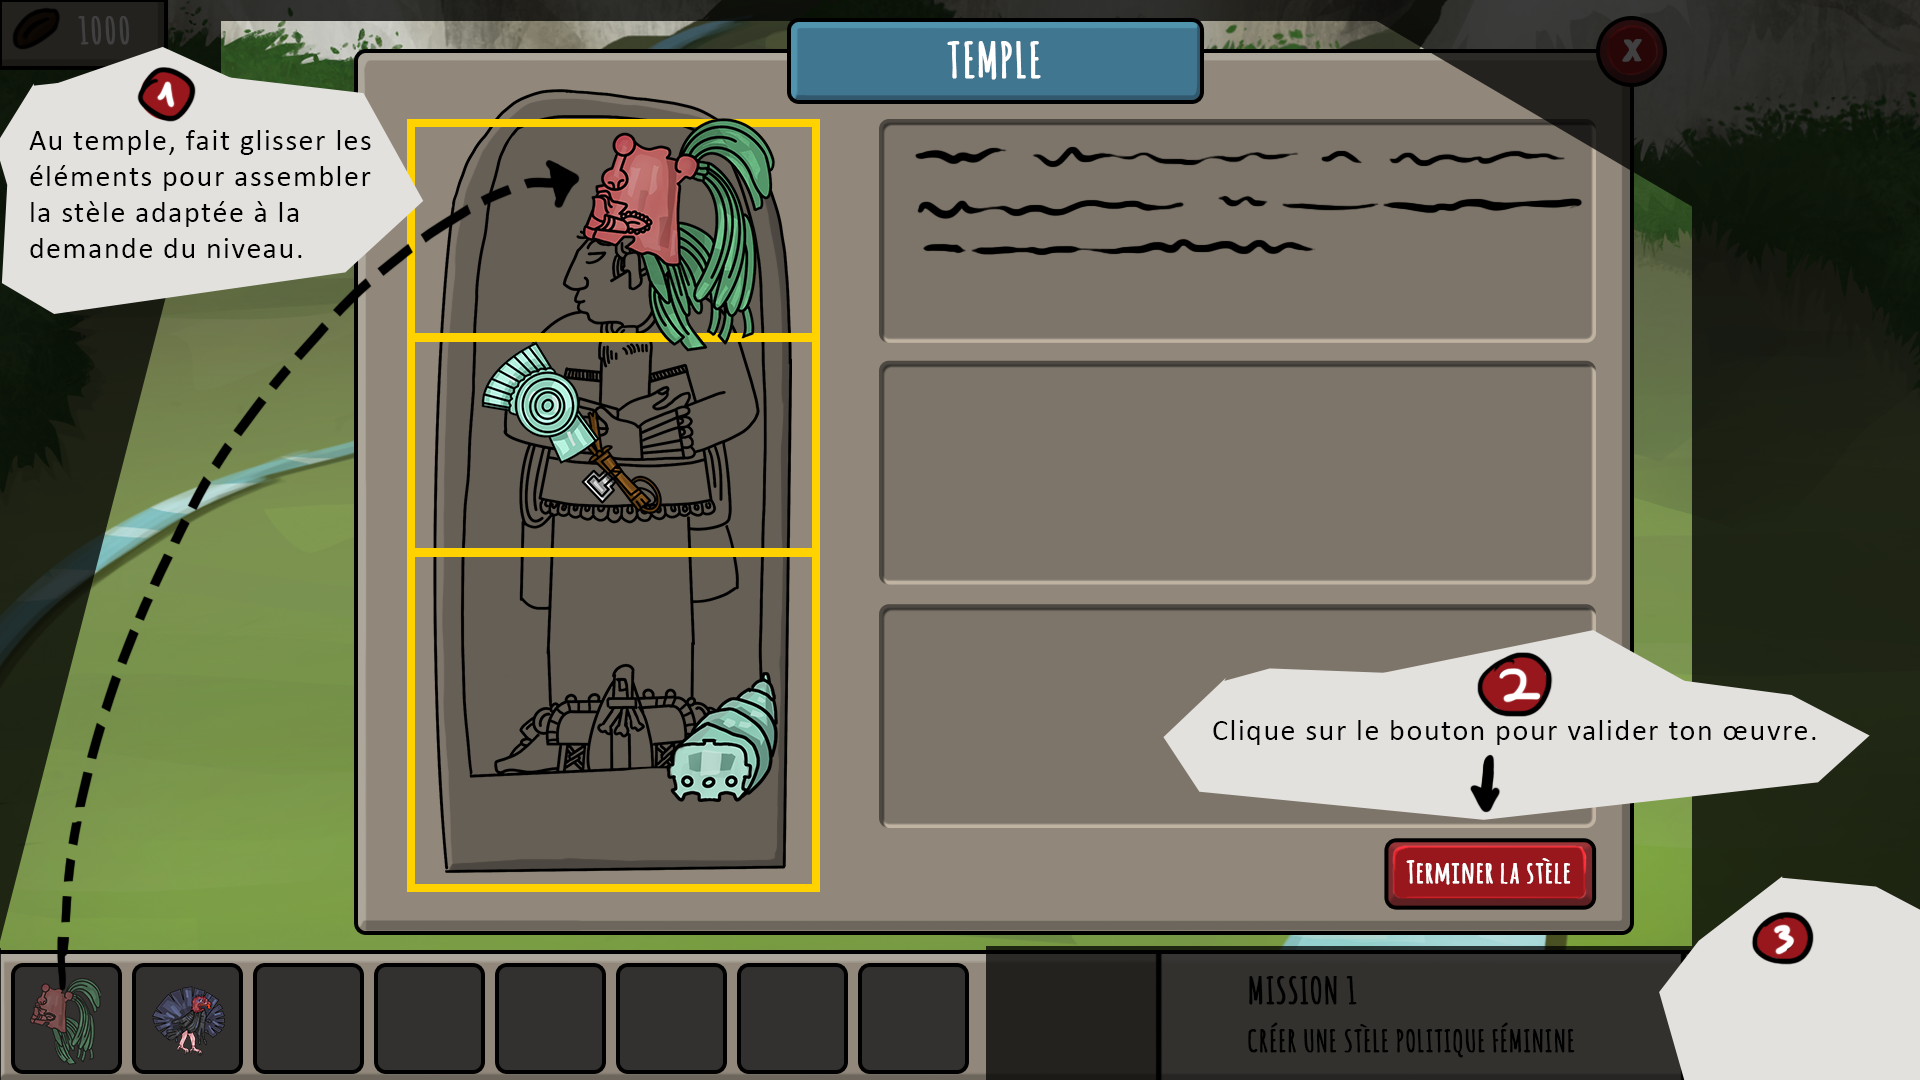 1000
TEMPLE
X
1
Au temple, fait glisser les
éléments pour assembler
la stèle adaptée à la
demande du niveau.
2
Clique sur le bouton pour valider ton œuvre.
TERMINER LA STÈLE
3
MISSION 1
CRÉER UNE STÈLE POLITIQUE FÉMININE